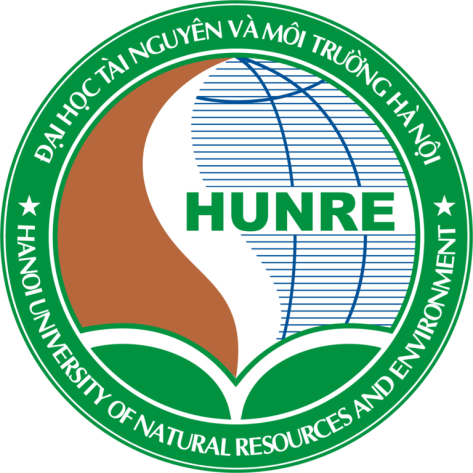 ĐẠI HỌC TÀI NGUYÊN VÀ MÔI TRƯỜNG HÀ NỘI
HUNRE
HANOI UNIVERSITY OF NATURAL RESOURCES AND ENVIRONMENT